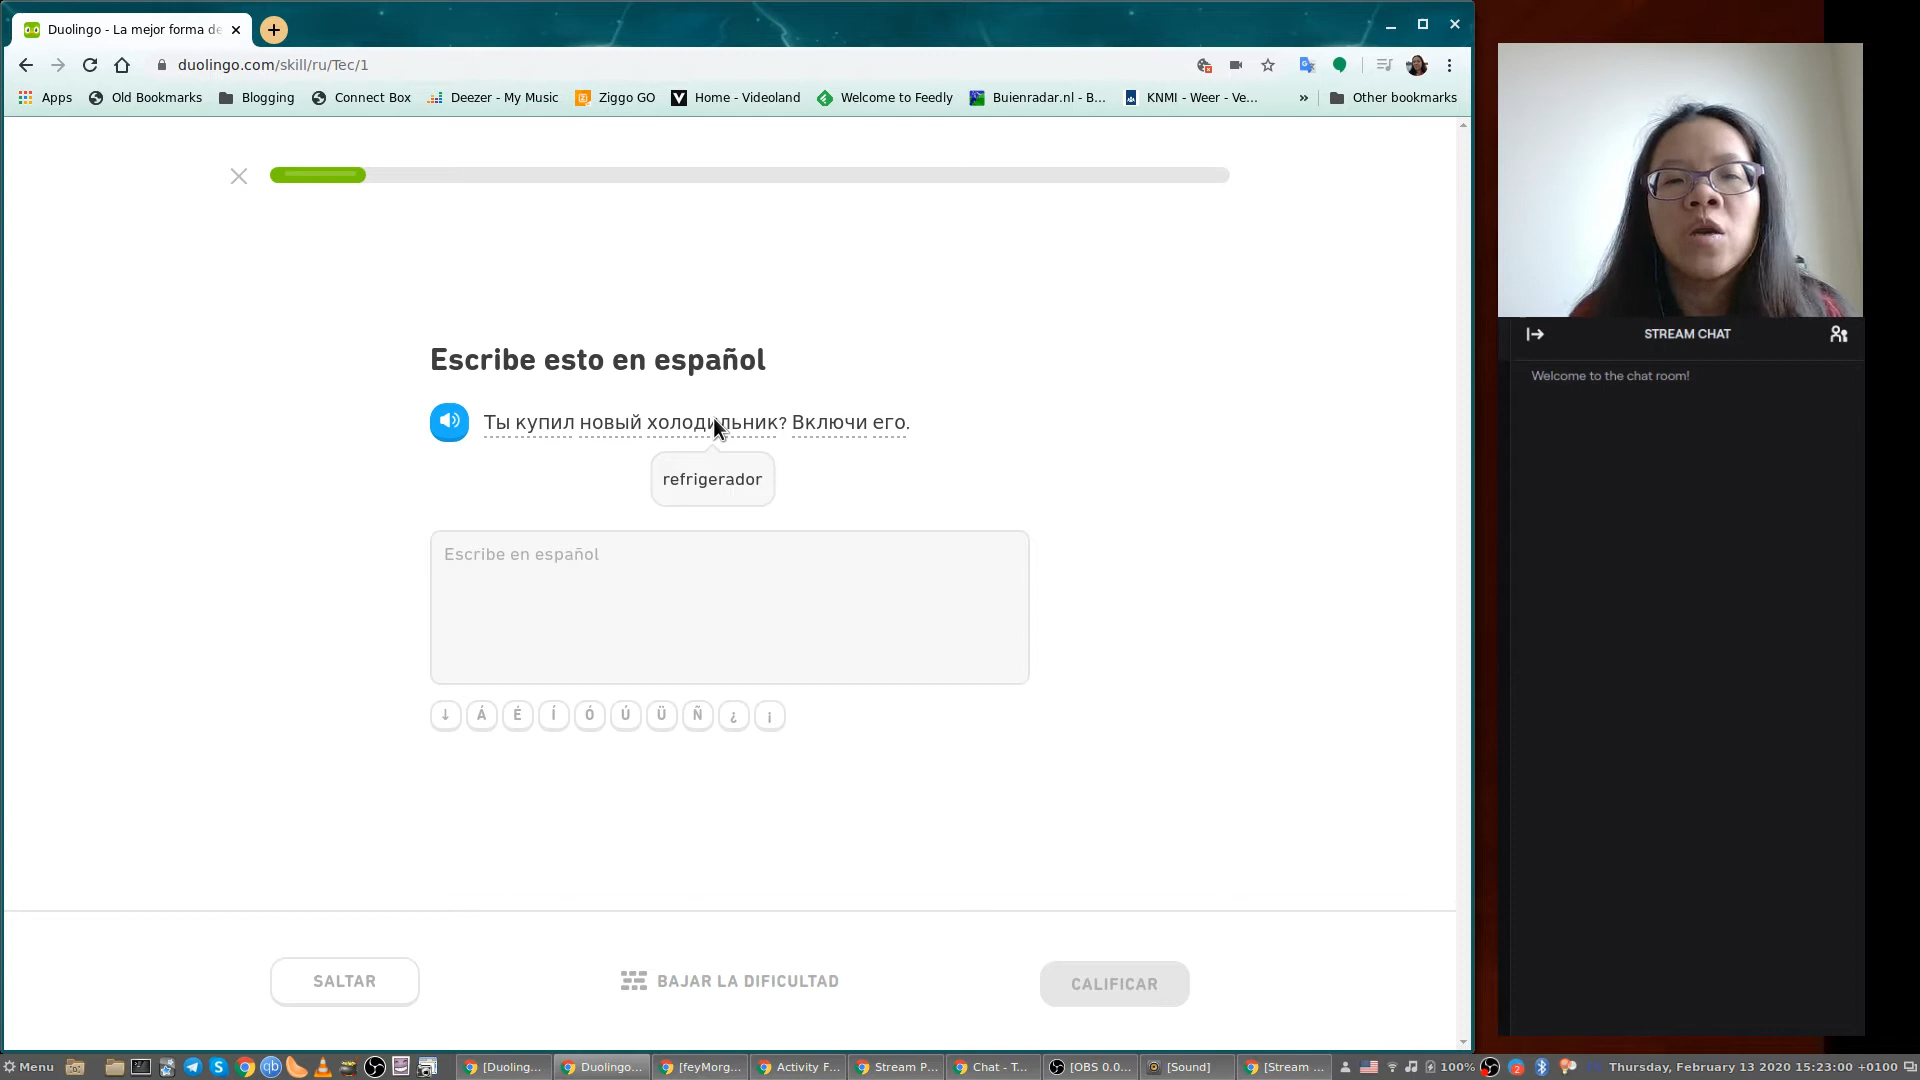 Duolingo - La mejor forma de
duolingo.com/skill/ru/Tec/1
Apps Old Bookmarks Blogging Connect Box Deezer - My Music Ziggo GO Home - Videoland Welcome to Feedly Buienradar.nl - B... KNMI - Weer - Ve... » Other bookmarks
Escribe esto en español
Ты купил новый холодильник? Включи его.
refrigerador
Escribe en español
↓ Á É Í Ó Ú Ü Ñ ¿ ¡
SALTAR BAJAR LA DIFICULTAD CALIFICAR
STREAM CHAT
Welcome to the chat room!
Menu [Duoling... Duolingo... [feyMorg... Activity F... Stream P... Chat - T... [OBS 0.0... [Sound] [Stream ... 100% 2 Thursday, February 13 2020 15:23:00 +0100